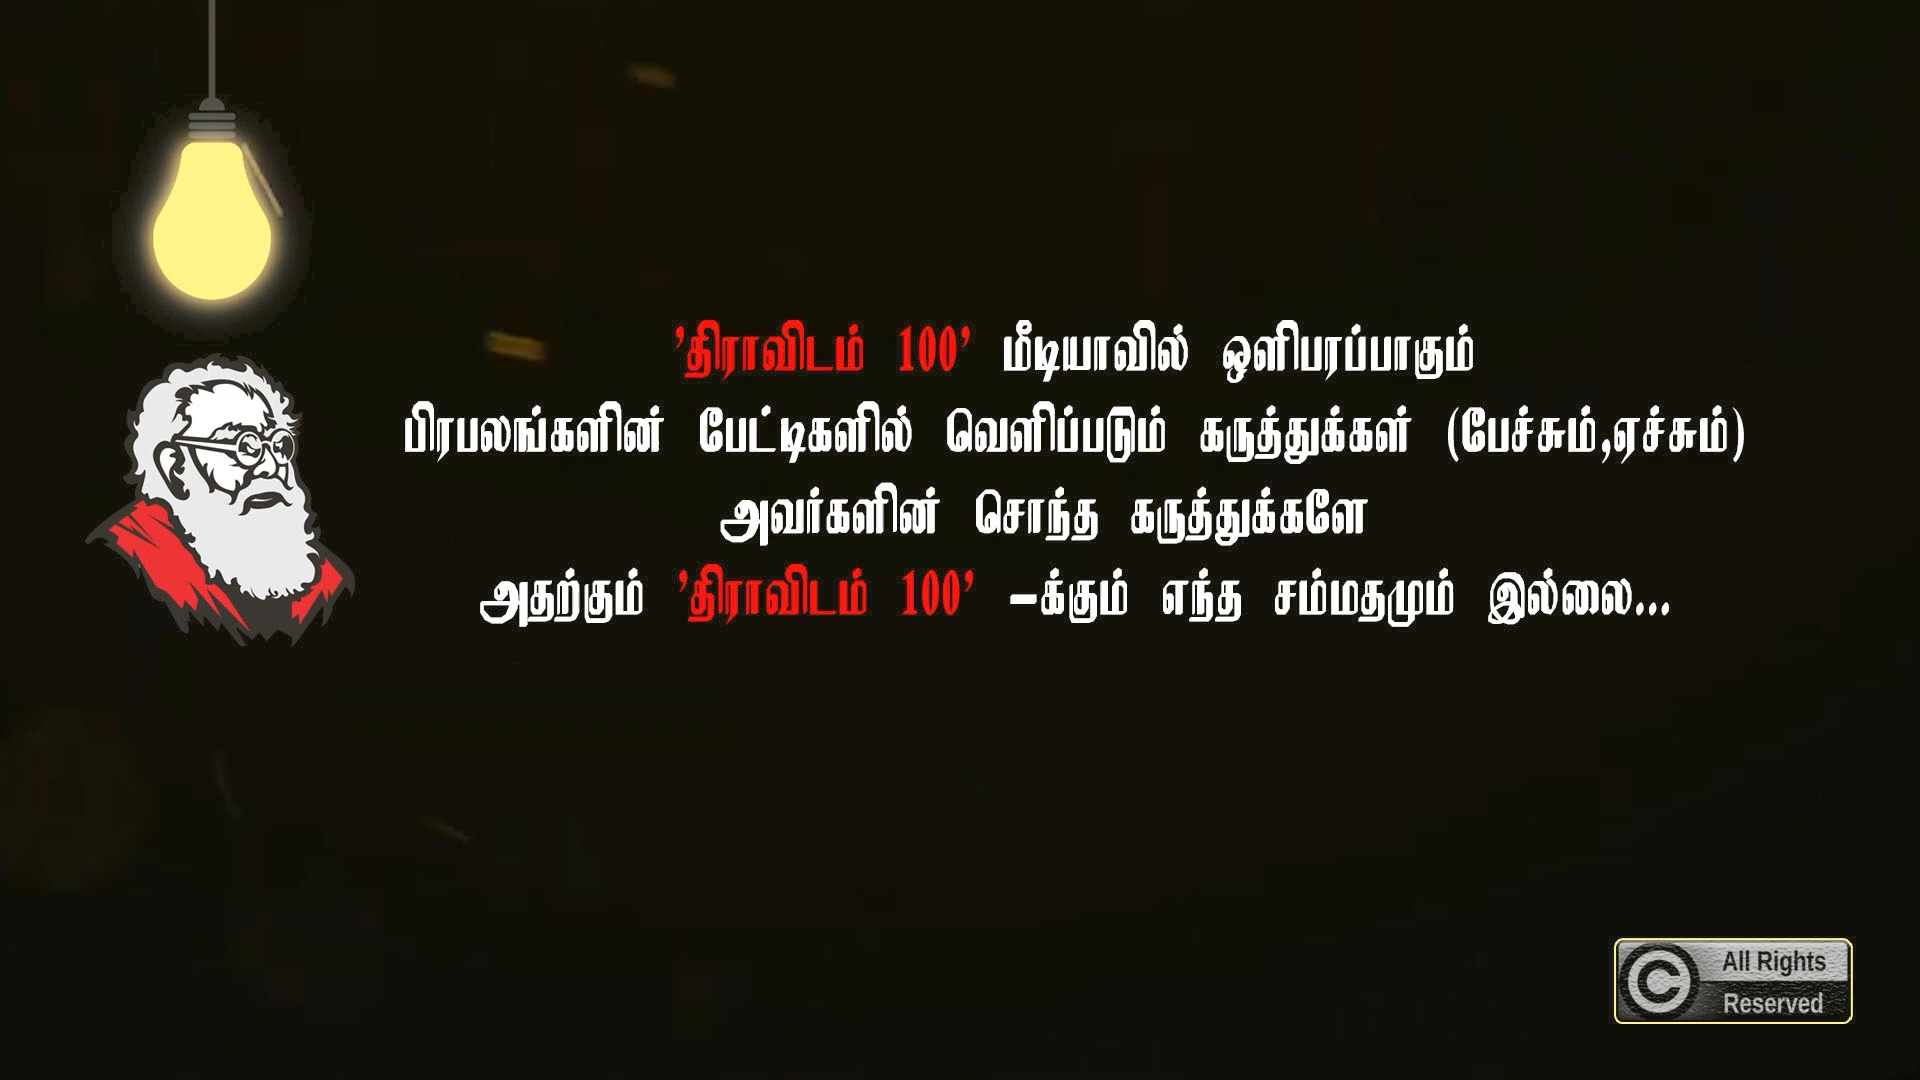 'திராவிடம் 100' மீடியாவில் ஒளிபரப்பாகும்
பிரபலங்களின் பேட்டிகளில் வெளிப்படும் கருத்துக்கள் (பேச்சும்,ஏச்சும்)
அவர்களின் சொந்த கருத்துக்களே
அதற்கும் 'திராவிடம் 100' -க்கும் எந்த சம்மதமும் இல்லை...
All Rights
Reserved